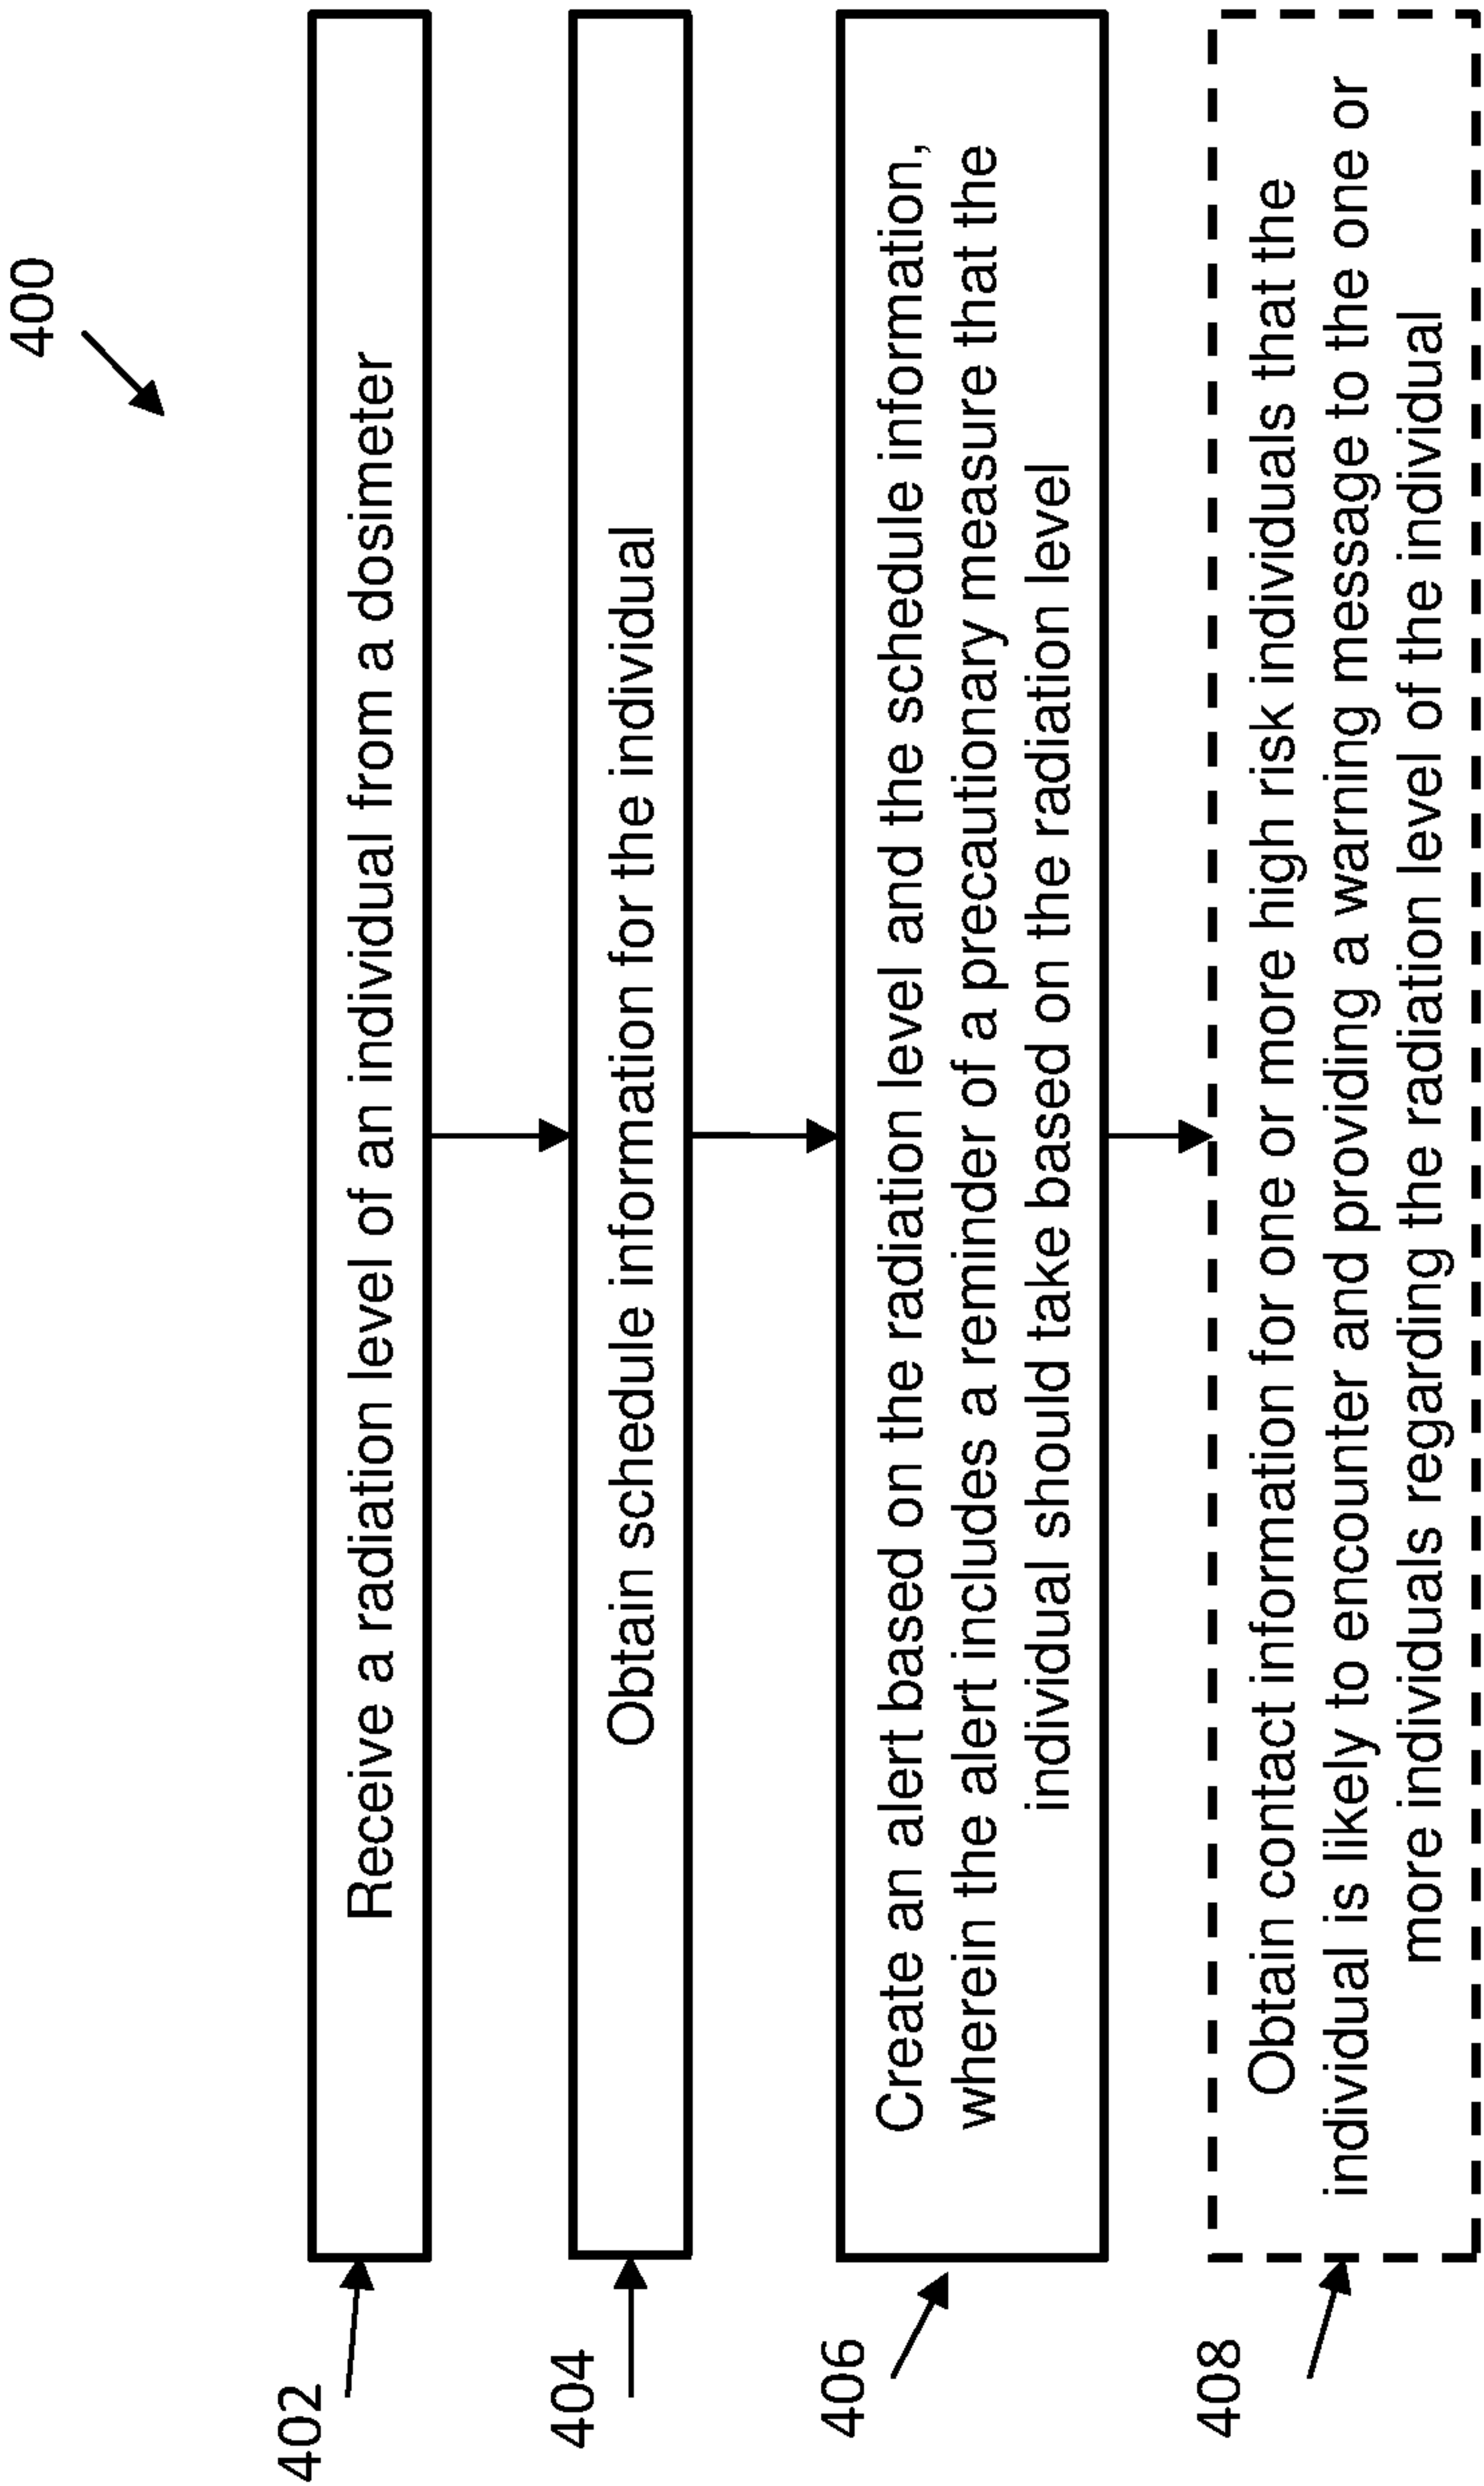 400
402
Receive a radiation level of an individual from a dosimeter
404
Obtain schedule information for the individual
406
Create an alert based on the radiation level and the schedule information,
wherein the alert includes a reminder of a precautionary measure that the
individual should take based on the radiation level
408
Obtain contact information for one or more high risk individuals that the
individual is likely to encounter and providing a warning message to the one or
more individuals regarding the radiation level of the individual